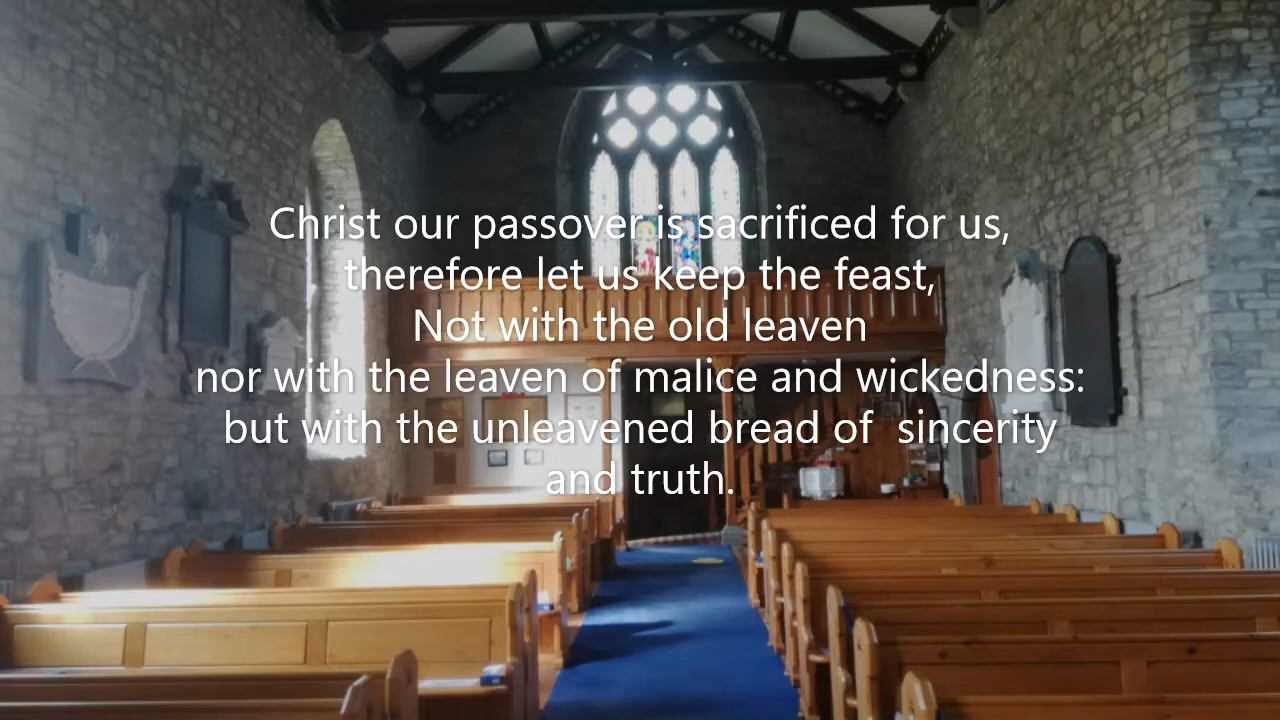 Christ our passover is sacrificed for us,
therefore let us keep the feast,
Not with the old leaven
nor with the leaven of malice and wickedness:
but with the unleavened bread of  sincerity
and truth.